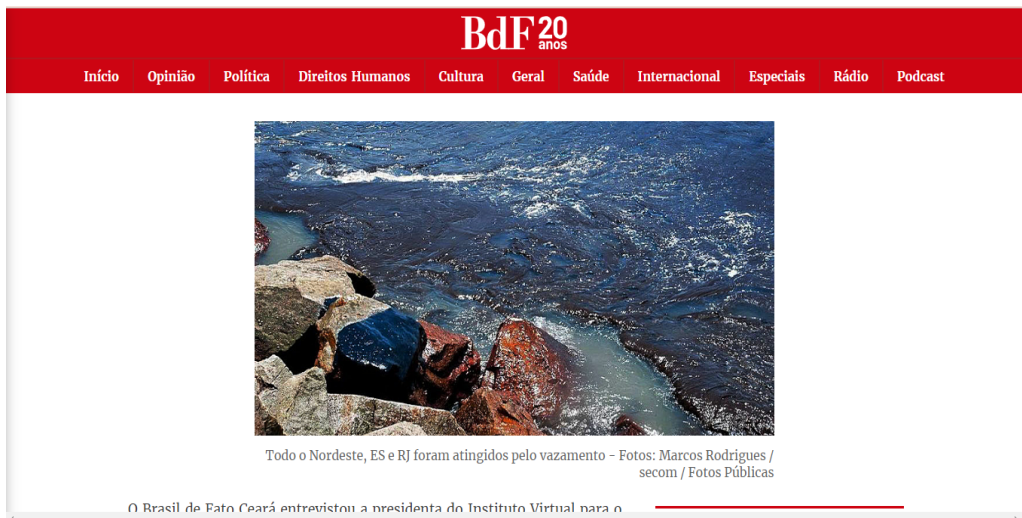 BdF 20 anos
Início Opinião Política Direitos Humanos Cultura Geral Saúde Internacional Especiais Rádio Podcast
Todo o Nordeste, ES e RJ foram atingidos pelo vazamento - Fotos: Marcos Rodrigues /
secom / Fotos Públicas
O Brasil de Fato Ceará entrevistou a presidenta do Instituto Virtual para o